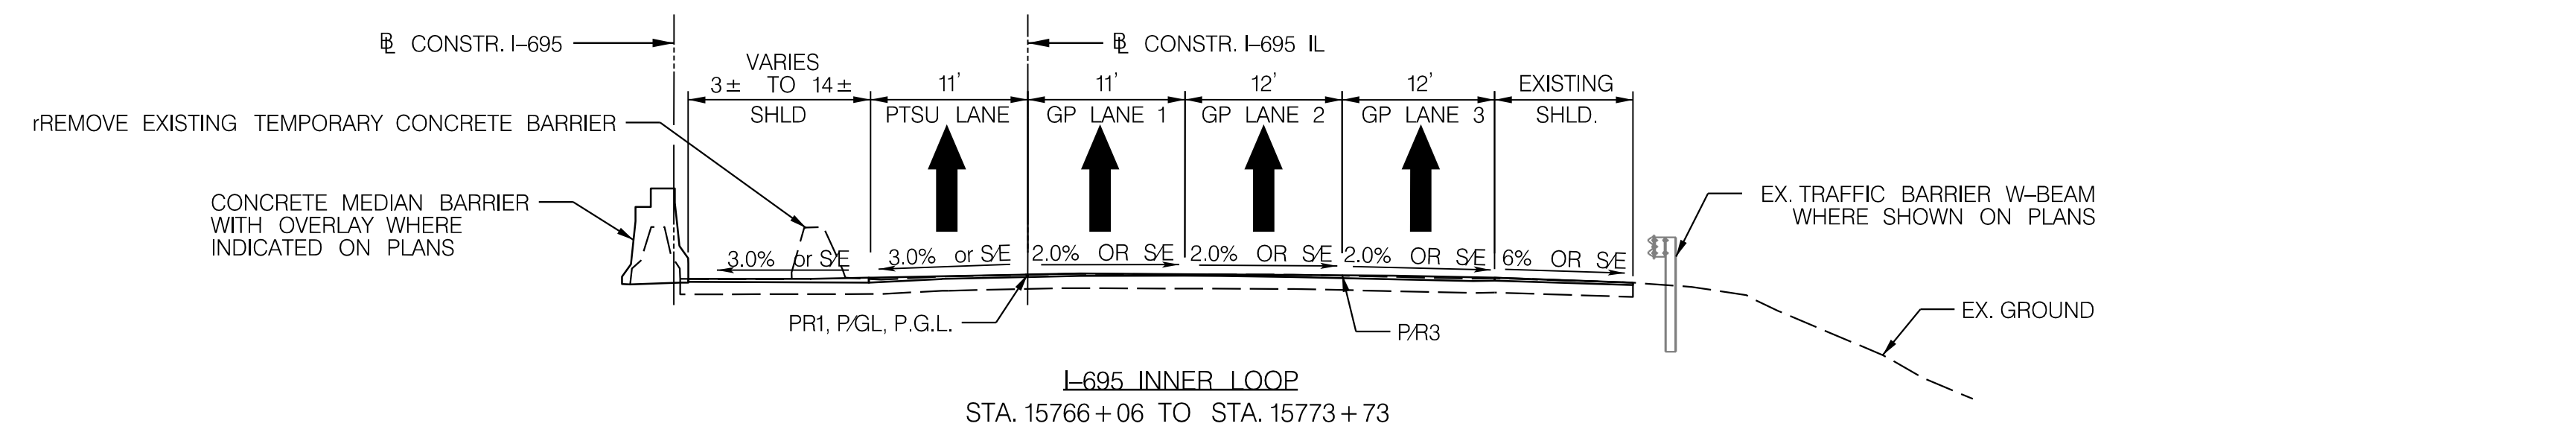 ℄ CONSTR. I-695
℄ CONSTR. I-695 IL
VARIES
3± TO 14±
SHLD
11'
PTSU LANE
11'
GP LANE 1
12'
GP LANE 2
12'
GP LANE 3
EXISTING
SHLD.
rREMOVE EXISTING TEMPORARY CONCRETE BARRIER
CONCRETE MEDIAN BARRIER
WITH OVERLAY WHERE
INDICATED ON PLANS
EX. TRAFFIC BARRIER W-BEAM
WHERE SHOWN ON PLANS
3.0% or S/E
3.0% or S/E
2.0% OR S/E
2.0% OR S/E
2.0% OR S/E
6% OR S/E
PR1, P/GL, P.G.L.
P/R3
EX. GROUND
I-695 INNER LOOP
STA. 15766+06 TO STA. 15773+73